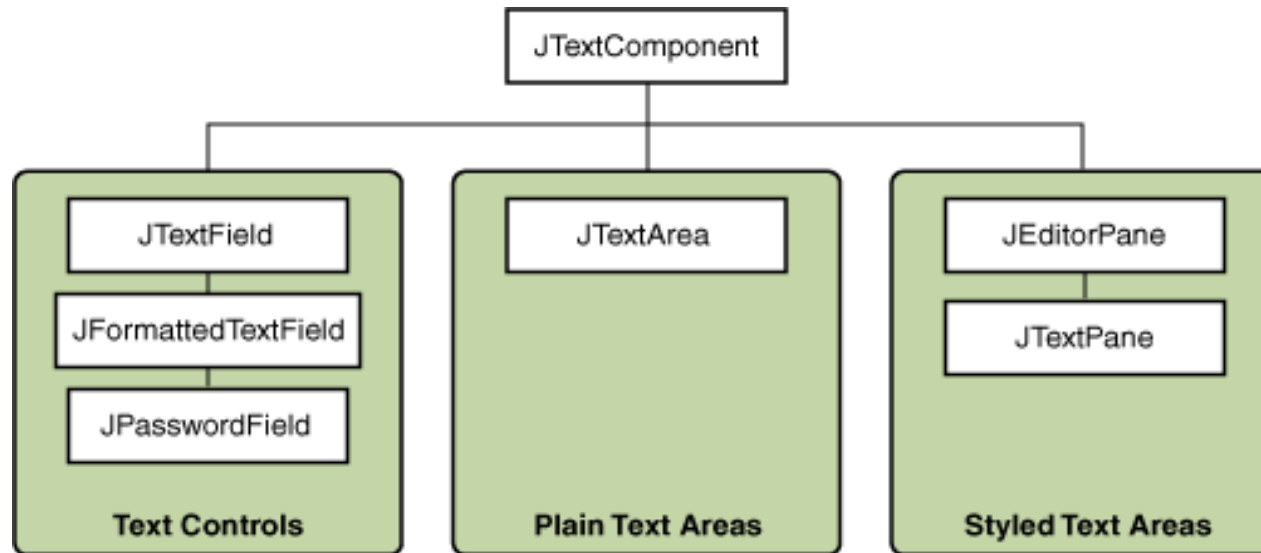 JTextComponent
JTextField
JFormattedTextField
JPasswordField
Text Controls
JTextArea
Plain Text Areas
JEditorPane
JTextPane
Styled Text Areas